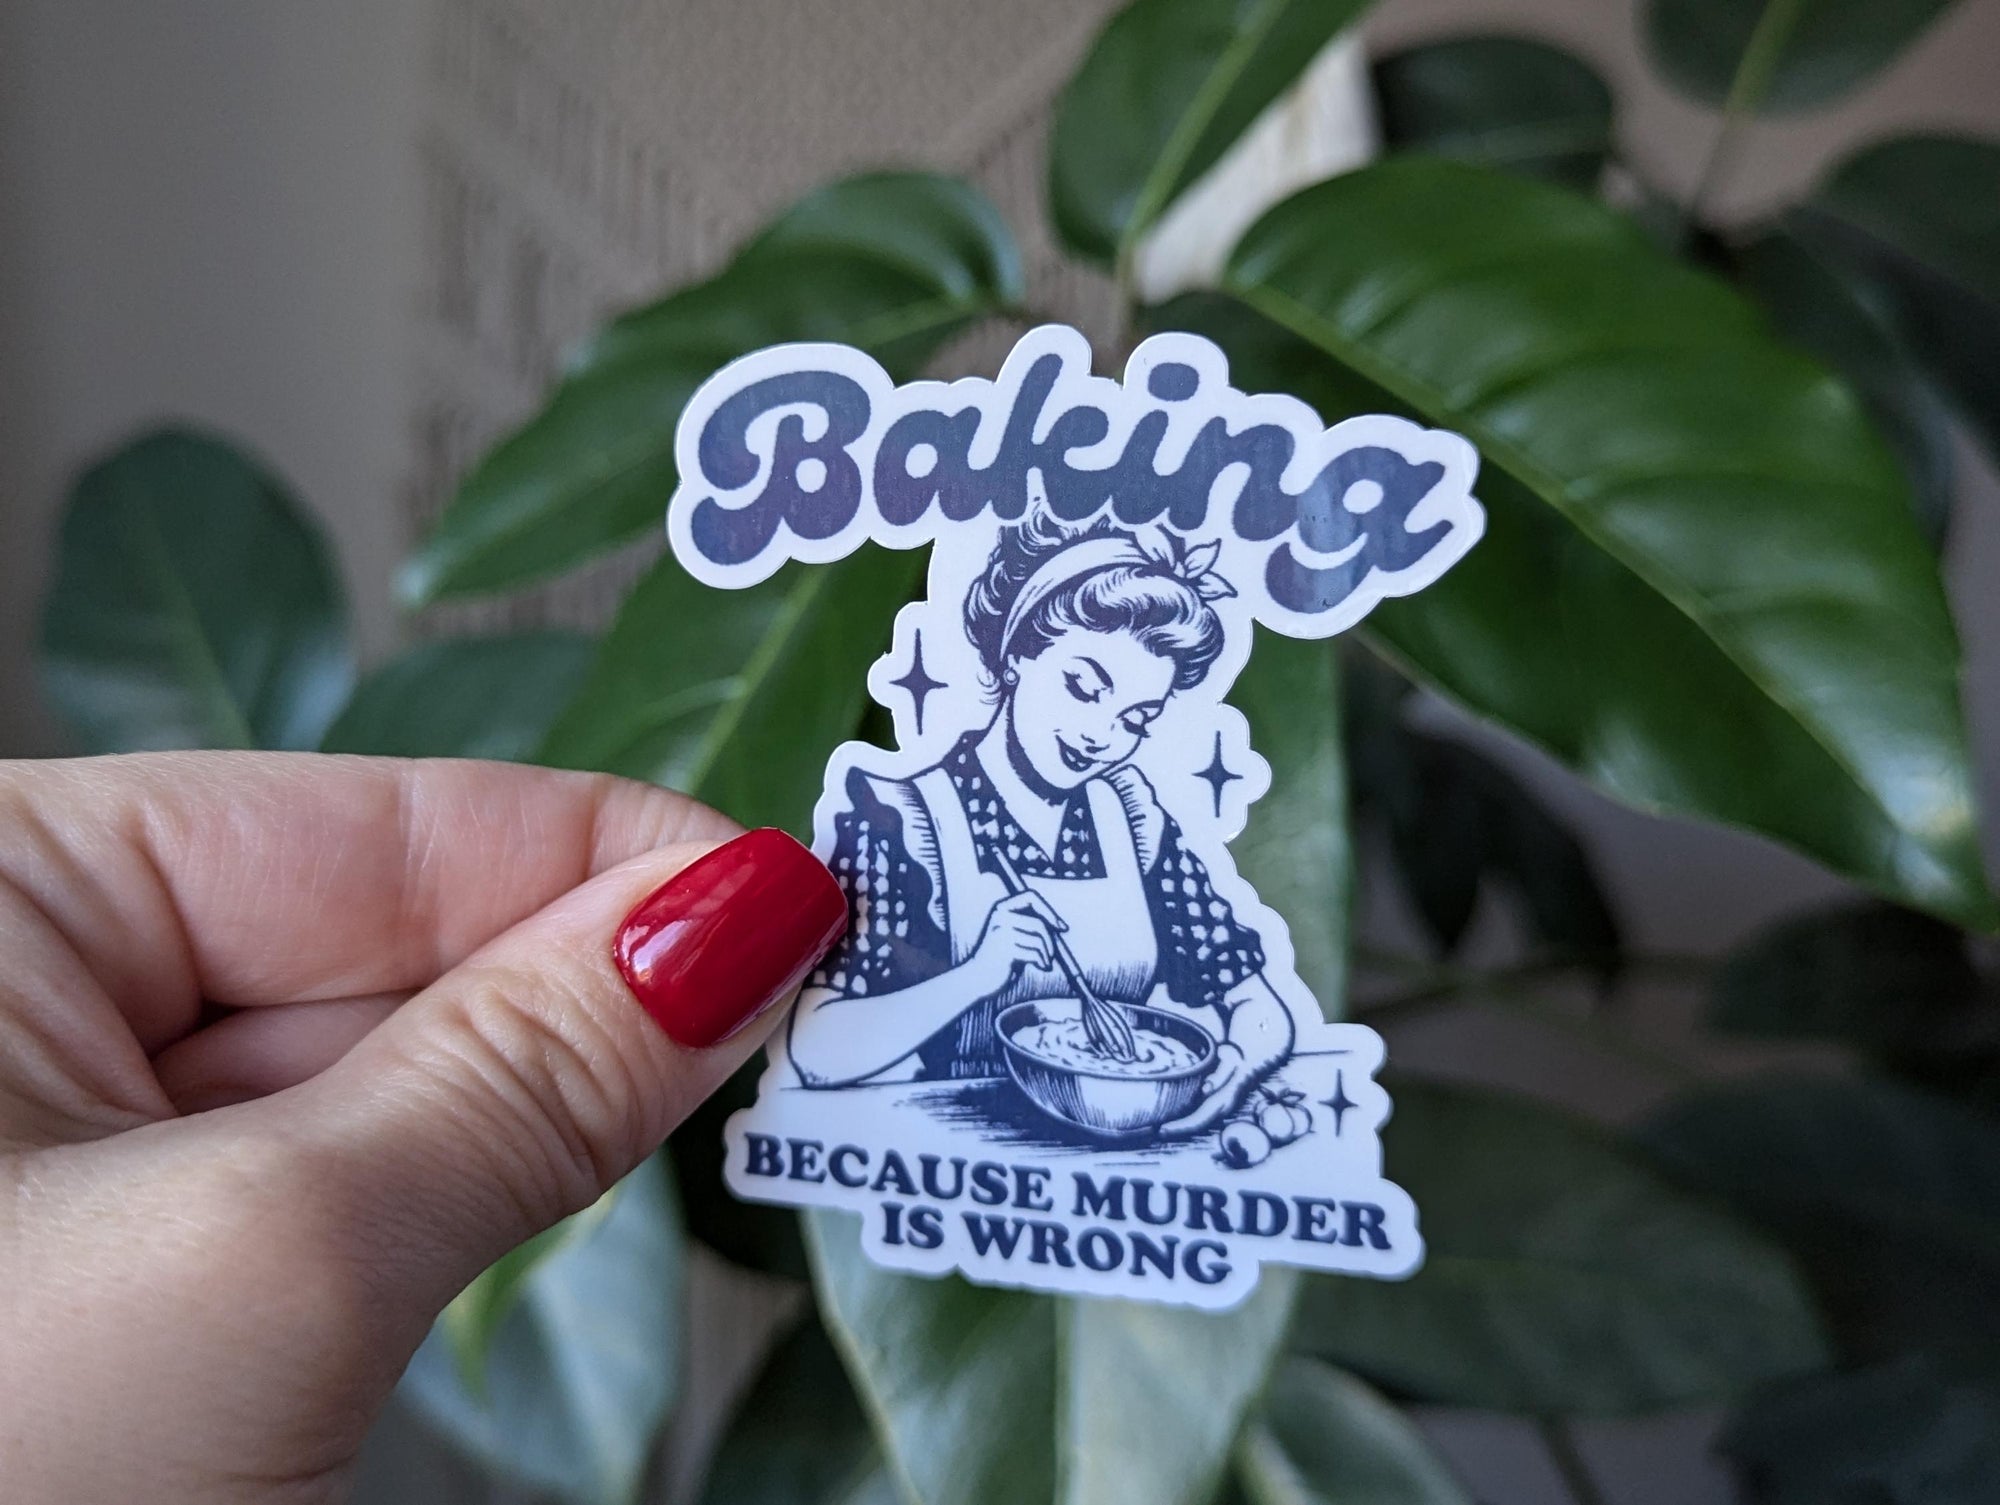 Baking
BECAUSE MURDER
IS WRONG